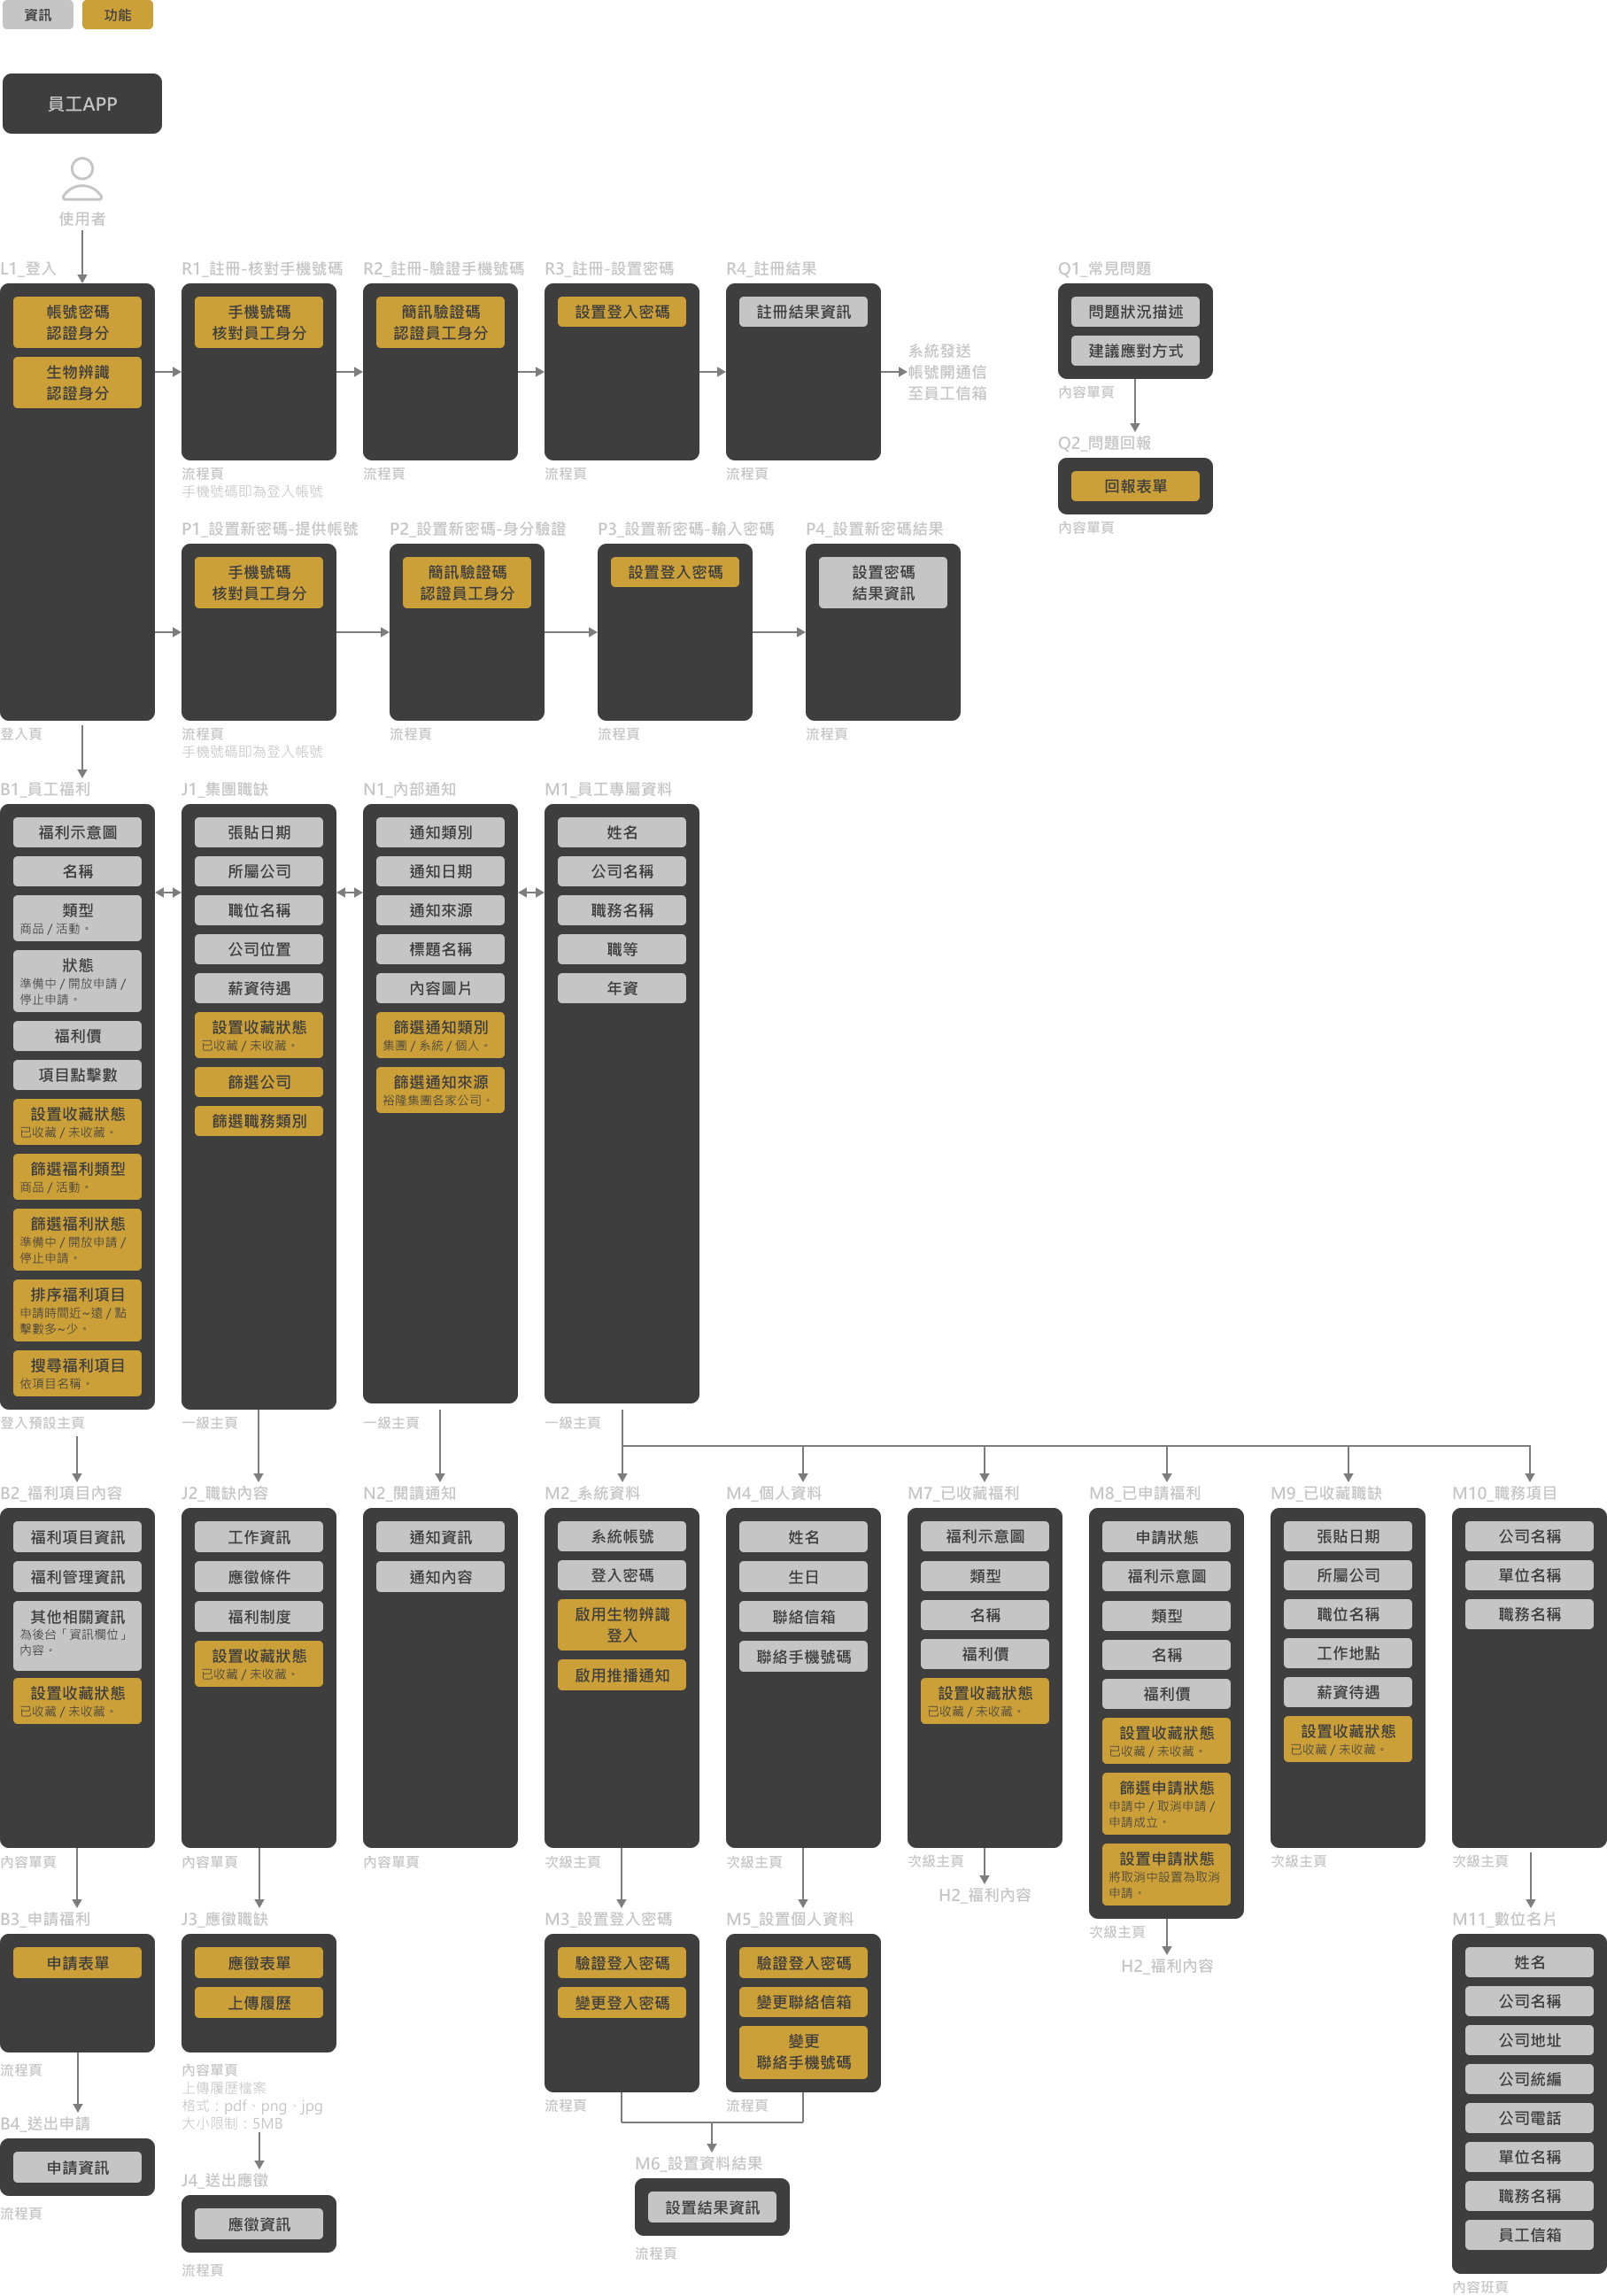 資訊
功能
員工APP
使用者
L1_登入
帳號密碼
認證身分
生物辨識
認證身分
登入頁
R1_註冊-核對手機號碼
手機號碼
核對員工身分
流程頁
手機號碼即為登入帳號
R2_註冊-驗證手機號碼
簡訊驗證碼
認證員工身分
流程頁
R3_註冊-設置密碼
設置登入密碼
流程頁
R4_註冊結果
註冊結果資訊
流程頁
系統發送
帳號開通信
至員工信箱
Q1_常見問題
問題狀況描述
建議應對方式
內容單頁
Q2_問題回報
回報表單
內容單頁
P1_設置新密碼-提供帳號
手機號碼
核對員工身分
流程頁
手機號碼即為登入帳號
P2_設置新密碼-身分驗證
簡訊驗證碼
認證員工身分
流程頁
P3_設置新密碼-輸入密碼
設置登入密碼
流程頁
P4_設置新密碼結果
設置密碼
結果資訊
流程頁
B1_員工福利
福利示意圖
名稱
類型
商品 / 活動。
狀態
準備中 / 開放申請 /
停止申請。
福利價
項目點擊數
設置收藏狀態
已收藏 / 未收藏。
篩選福利類型
商品 / 活動。
篩選福利狀態
準備中 / 開放申請 /
停止申請。
排序福利項目
申請時間近~遠 / 點
擊數多~少。
搜尋福利項目
依項目名稱。
登入預設主頁
J1_集團職缺
張貼日期
所屬公司
職位名稱
公司位置
薪資待遇
設置收藏狀態
已收藏 / 未收藏。
篩選公司
篩選職務類別
一級主頁
N1_內部通知
通知類別
通知日期
通知來源
標題名稱
內容圖片
篩選通知類別
集團 / 系統 / 個人。
篩選通知來源
裕隆集團各家公司。
一級主頁
M1_員工專屬資料
姓名
公司名稱
職務名稱
職等
年資
一級主頁
B2_福利項目內容
福利項目資訊
福利管理資訊
其他相關資訊
為後台「資訊欄位」
內容。
設置收藏狀態
已收藏 / 未收藏。
內容單頁
J2_職缺內容
工作資訊
應徵條件
福利制度
設置收藏狀態
已收藏 / 未收藏。
內容單頁
N2_閱讀通知
通知資訊
通知內容
內容單頁
M2_系統資料
系統帳號
登入密碼
啟用生物辨識
登入
啟用推播通知
次級主頁
M4_個人資料
姓名
生日
聯絡信箱
聯絡手機號碼
次級主頁
M7_已收藏福利
福利示意圖
類型
名稱
福利價
設置收藏狀態
已收藏 / 未收藏。
次級主頁
H2_福利內容
M8_已申請福利
申請狀態
福利示意圖
類型
名稱
福利價
設置收藏狀態
已收藏 / 未收藏。
篩選申請狀態
申請中 / 取消申請 /
申請成立。
設置申請狀態
將取消中設置為取消
申請。
次級主頁
H2_福利內容
M9_已收藏職缺
張貼日期
所屬公司
職位名稱
工作地點
薪資待遇
設置收藏狀態
已收藏 / 未收藏。
次級主頁
M10_職務項目
公司名稱
單位名稱
職務名稱
次級主頁
B3_申請福利
申請表單
流程頁
J3_應徵職缺
應徵表單
上傳履歷
內容單頁
上傳履歷檔案
格式：pdf、png、jpg
大小限制：5MB
M3_設置登入密碼
驗證登入密碼
變更登入密碼
流程頁
M5_設置個人資料
驗證登入密碼
變更聯絡信箱
變更
聯絡手機號碼
流程頁
M11_數位名片
姓名
公司名稱
公司地址
公司統編
公司電話
單位名稱
職務名稱
員工信箱
內容班頁
B4_送出申請
申請資訊
流程頁
J4_送出應徵
應徵資訊
流程頁
M6_設置資料結果
設置結果資訊
流程頁